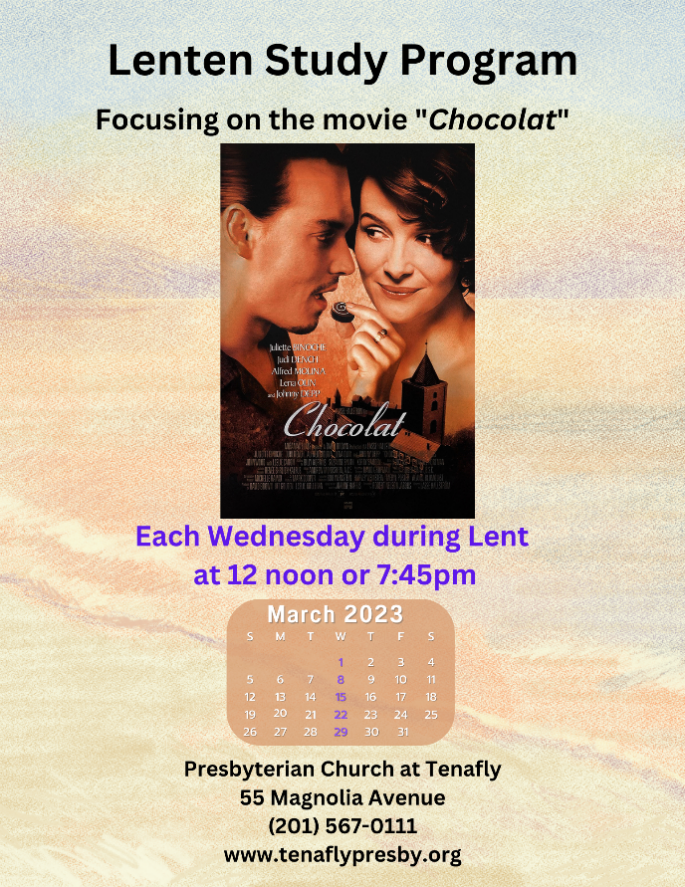 Lenten Study Program
Focusing on the movie "Chocolat"
Juliette BINOCHE
Judi DENCH
Alfred MOLINA
Lena OLIN
and Johnny DEPP
Chocolat
Each Wednesday during Lent
at 12 noon or 7:45pm
March 2023
S M T W T F S
1 2 3 4
5 6 7 8 9 10 11
12 13 14 15 16 17 18
19 20 21 22 23 24 25
26 27 28 29 30 31
Presbyterian Church at Tenafly
55 Magnolia Avenue
(201) 567-0111
www.tenaflypresby.org